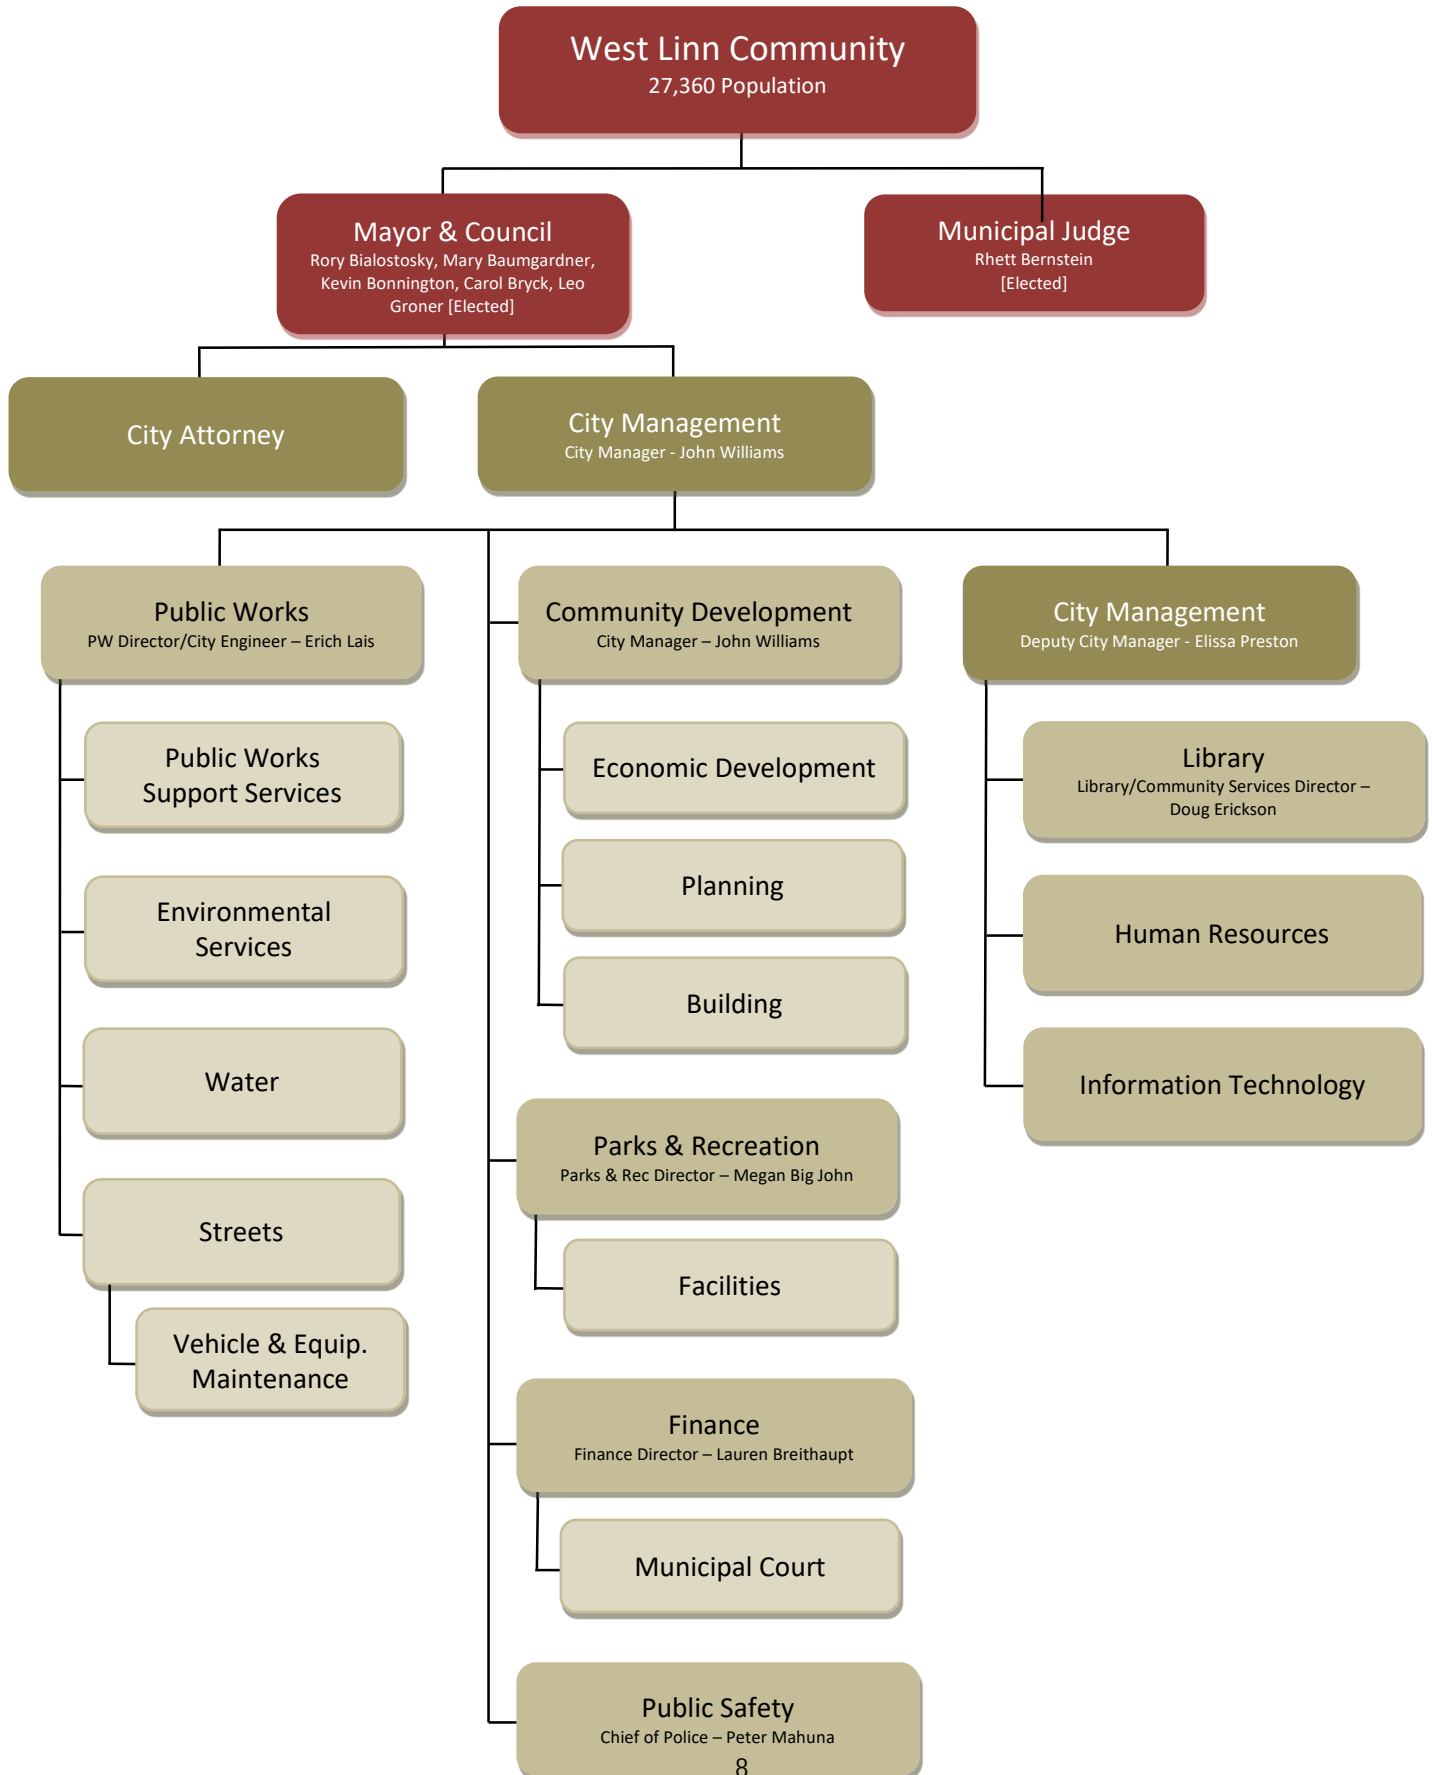 West Linn Community
27,360 Population
Mayor & Council
Rory Bialostosky, Mary Baumgardner,
Kevin Bonnington, Carol Bryck, Leo
Groner [Elected]
Municipal Judge
Rhett Bernstein
[Elected]
City Attorney
City Management
City Manager - John Williams
Public Works
PW Director/City Engineer – Erich Lais
Public Works
Support Services
Environmental
Services
Water
Streets
Vehicle & Equip.
Maintenance
Community Development
City Manager – John Williams
Economic Development
Planning
Building
Parks & Recreation
Parks & Rec Director – Megan Big John
Facilities
Finance
Finance Director – Lauren Breithaupt
Municipal Court
Public Safety
Chief of Police – Peter Mahuna
City Management
Deputy City Manager - Elissa Preston
Library
Library/Community Services Director –
Doug Erickson
Human Resources
Information Technology
8